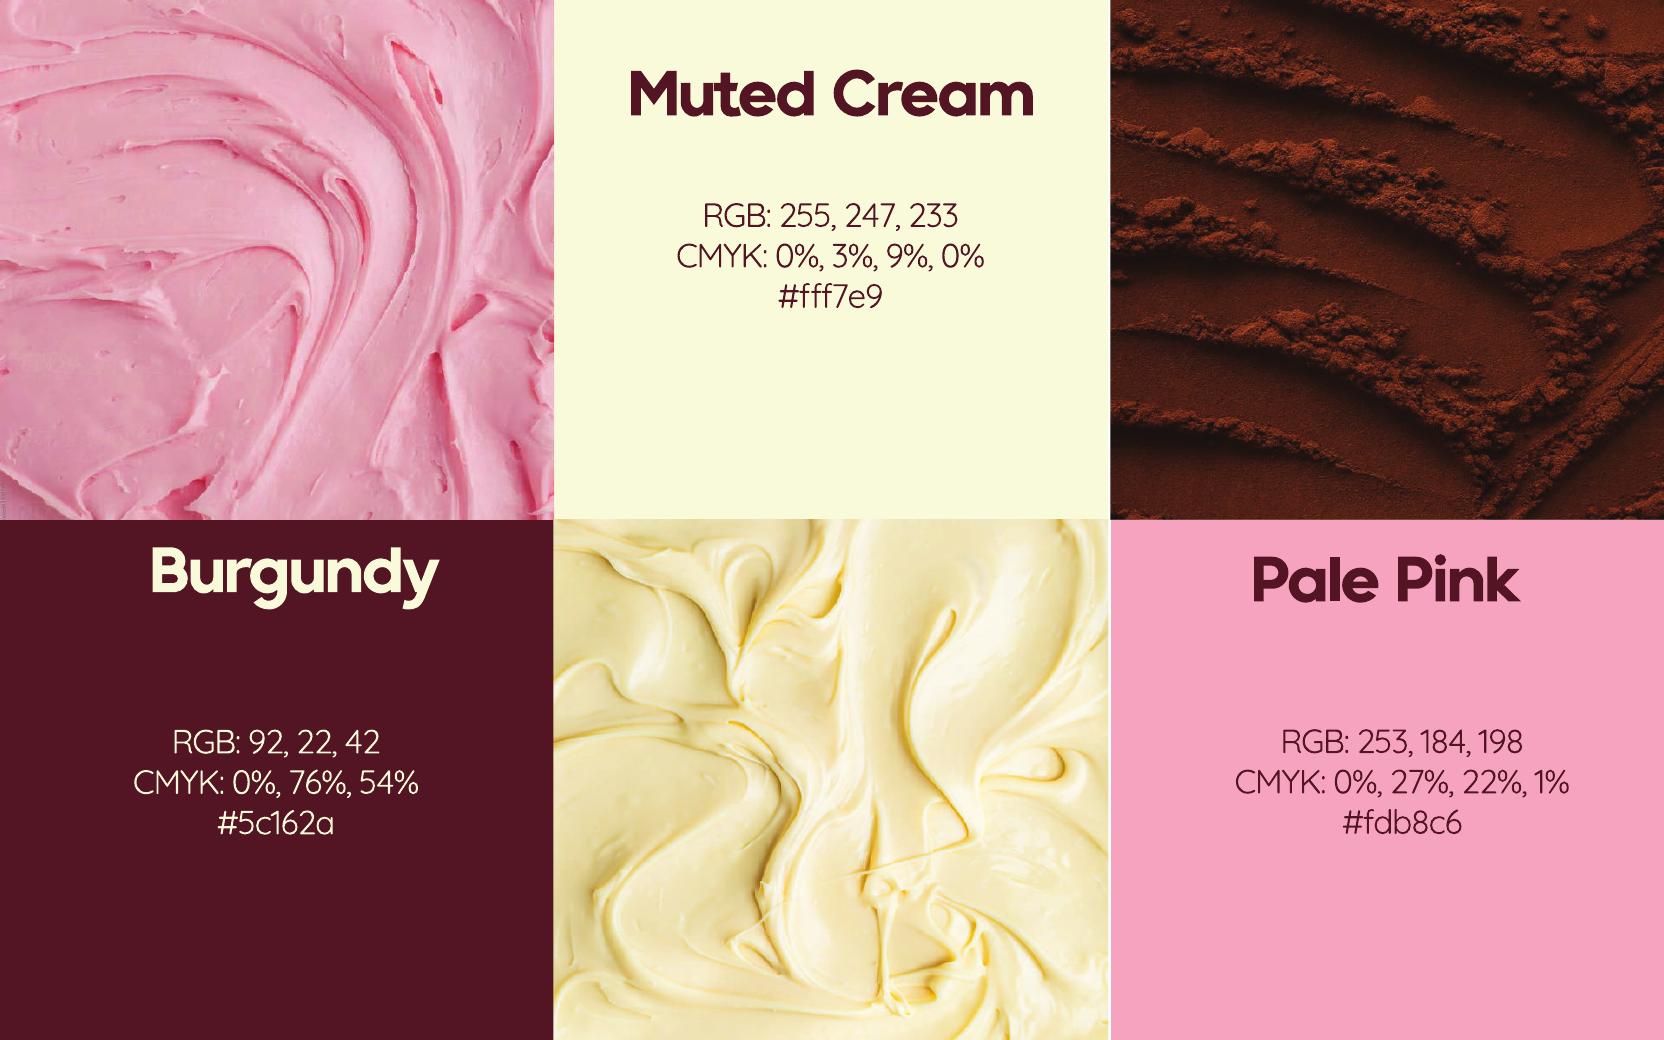 Muted Cream
RGB: 255, 247, 233
CMYK: 0%, 3%, 9%, 0%
#fff7e9
Burgundy
RGB: 92, 22, 42
CMYK: 0%, 76%, 54%
#5c162a
Pale Pink
RGB: 253, 184, 198
CMYK: 0%, 27%, 22%, 1%
#fdb8c6